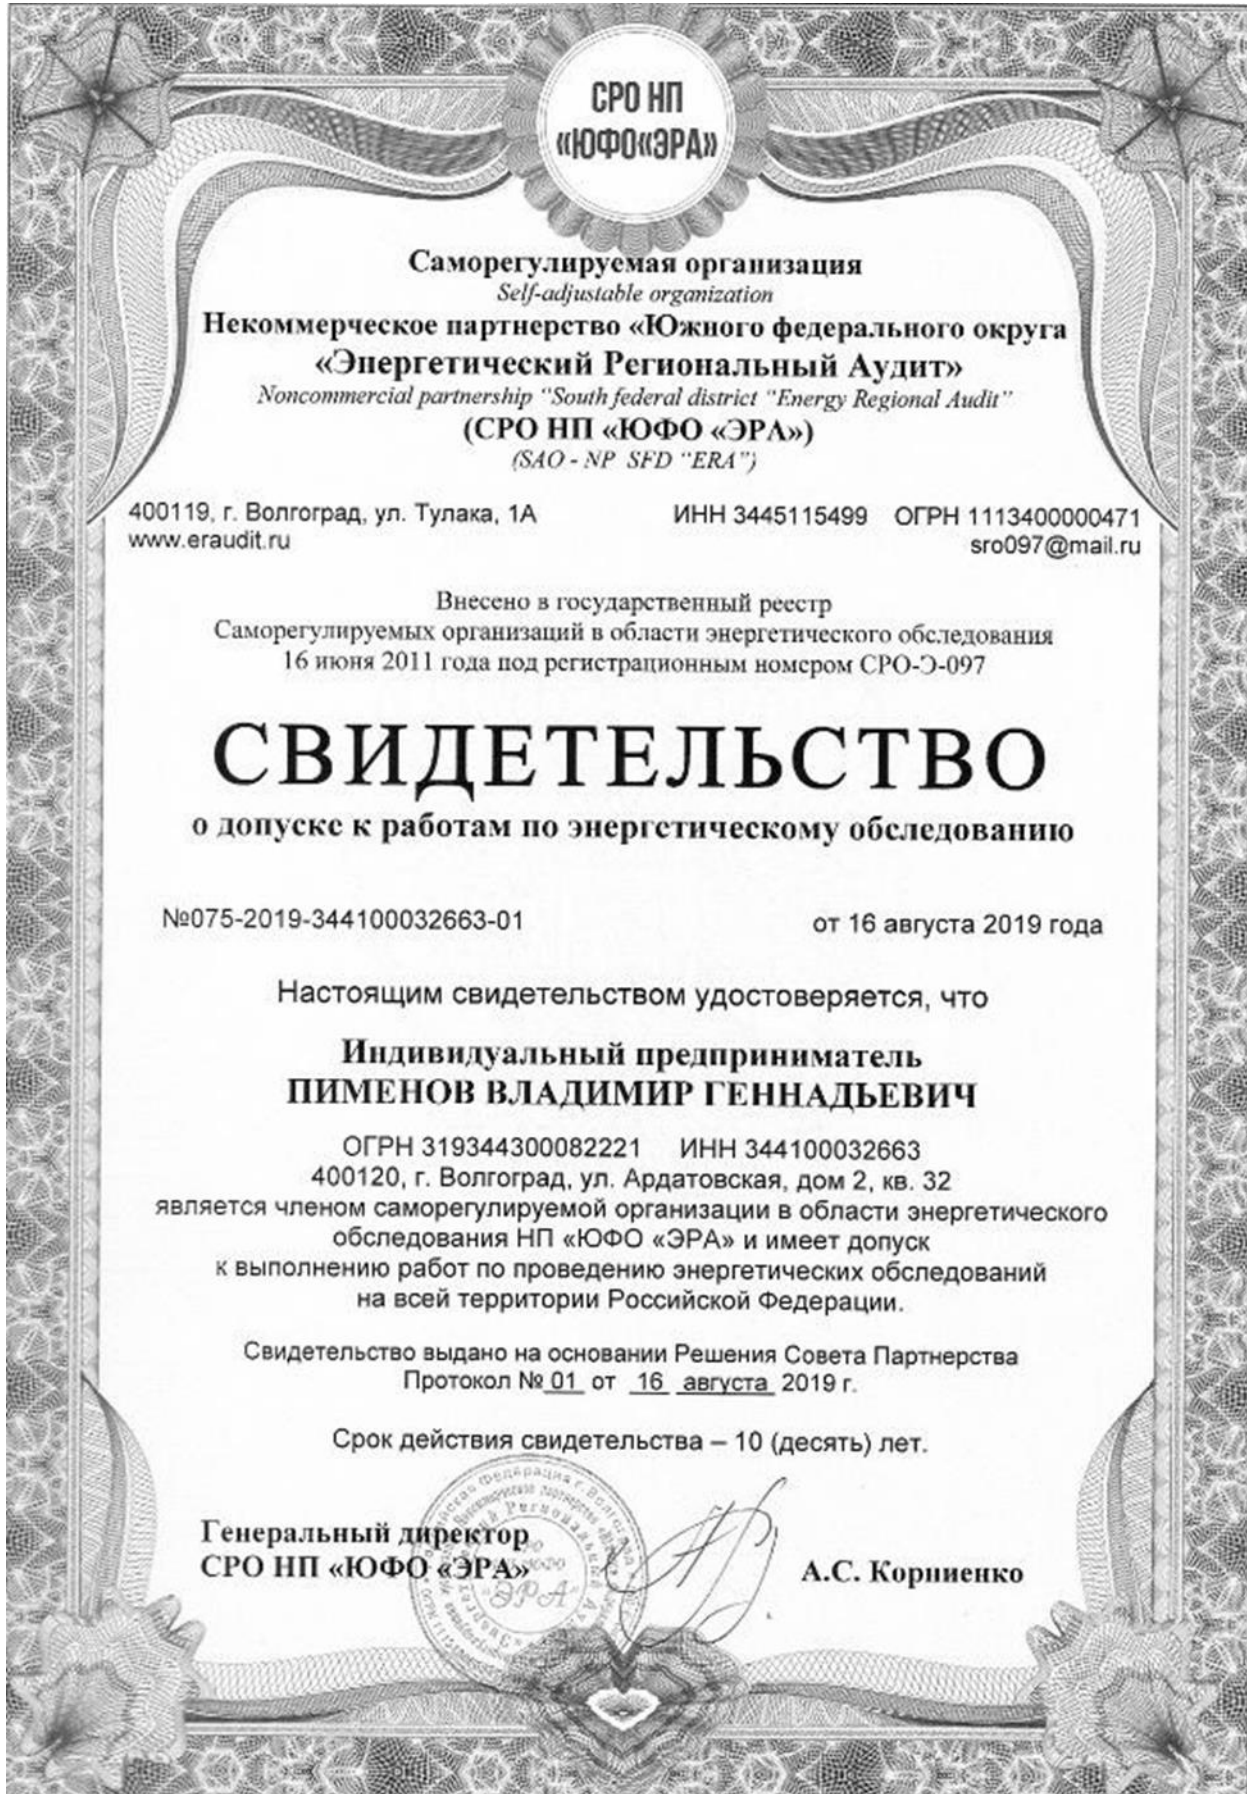 СРО НП
«ЮФО«ЭРА»
Саморегулируемая организация
Self-adjustable organization
Некоммерческое партнерство «Южного федерального округа
«Энергетический Региональный Аудит»
Noncommercial partnership "South federal district "Energy Regional Audit"
(СРО НП «ЮФО «ЭРА»)
(SAO - NP SFD "ERA")
400119, г. Волгоград, ул. Тулака, 1А ИНН 3445115499 ОГРН 1113400000471
www.eraudit.ru sro097@mail.ru
Внесено в государственный реестр
Саморегулируемых организаций в области энергетического обследования
16 июня 2011 года под регистрационным номером СРО-Э-097
СВИДЕТЕЛЬСТВО
о допуске к работам по энергетическому обследованию
№075-2019-344100032663-01 от 16 августа 2019 года
Настоящим свидетельством удостоверяется, что
Индивидуальный предприниматель
ПИМЕНОВ ВЛАДИМИР ГЕННАДЬЕВИЧ
ОГРН 319344300082221 ИНН 344100032663
400120, г. Волгоград, ул. Ардатовская, дом 2, кв. 32
является членом саморегулируемой организации в области энергетического
обследования НП «ЮФО «ЭРА» и имеет допуск
к выполнению работ по проведению энергетических обследований
на всей территории Российской Федерации.
Свидетельство выдано на основании Решения Совета Партнерства
Протокол № 01 от 16 августа 2019 г.
Срок действия свидетельства – 10 (десять) лет.
Генеральный директор
СРО НП «ЮФО «ЭРА» А.С. Корниенко
ЭРА